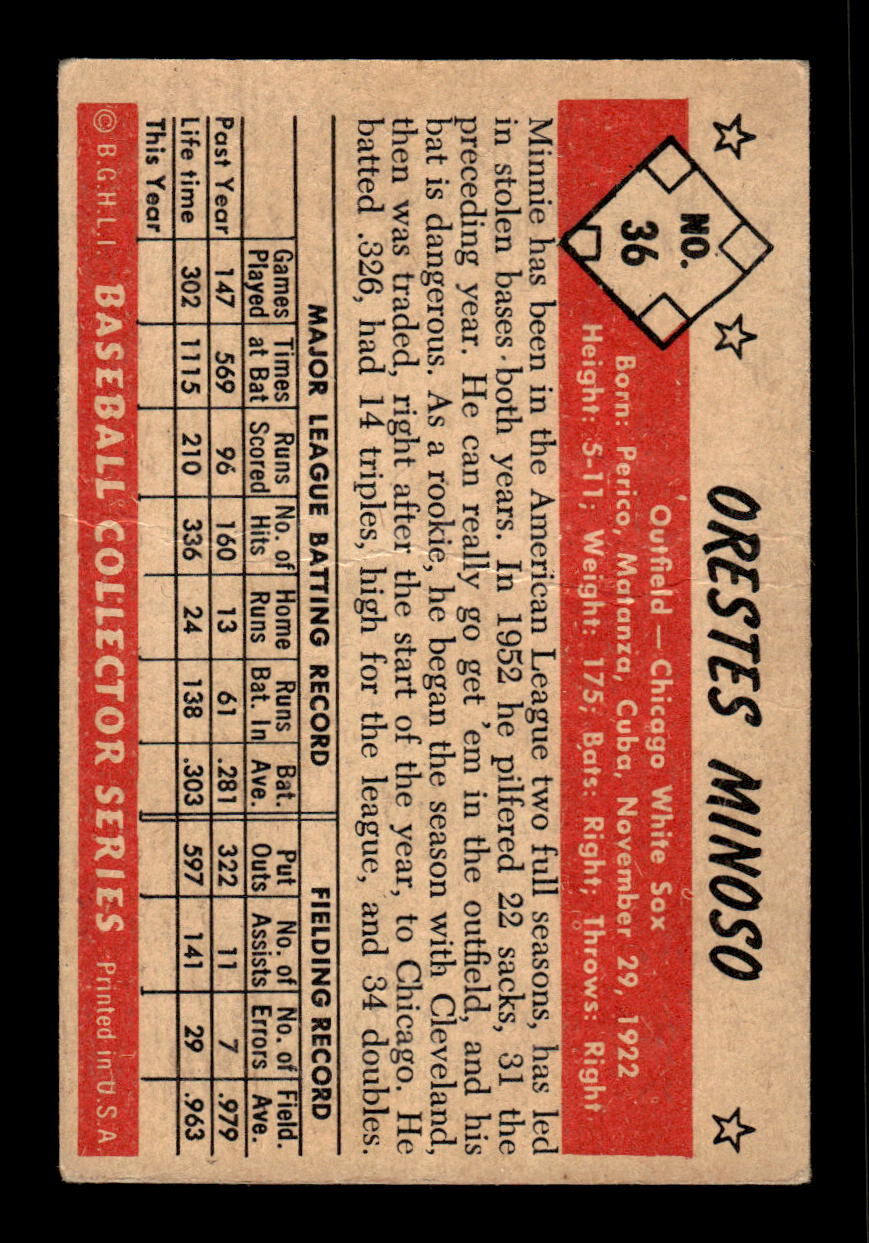 ORESTES MINOSO
NO.
36
Outfield — Chicago White Sox
Born: Perico, Matanza, Cuba, November 29, 1922
Height: 5-11; Weight: 175; Bats: Right; Throws: Right
Minnie has been in the American League two full seasons, has led
in stolen bases both years. In 1952 he pilfered 22 sacks, 31 the
preceding year. He can really go get 'em in the outfield, and his
bat is dangerous. As a rookie, he began the season with Cleveland,
then was traded, right after the start of the year, to Chicago. He
batted .326, had 14 triples, high for the league, and 34 doubles.
MAJOR LEAGUE BATTING RECORD FIELDING RECORD
Games Times Runs No. of Home Runs Bat. Put No. of No. of Field.
Played at Bat Scored Hits Runs Bat. In Ave. Outs Assists Errors Ave.
Past Year 147 569 96 160 13 61 .281 322 11 7 .979
Life time 302 1115 210 336 24 138 .303 597 141 29 .963
This Year
© B.G.H.L.I. BASEBALL COLLECTOR SERIES Printed in U.S.A.